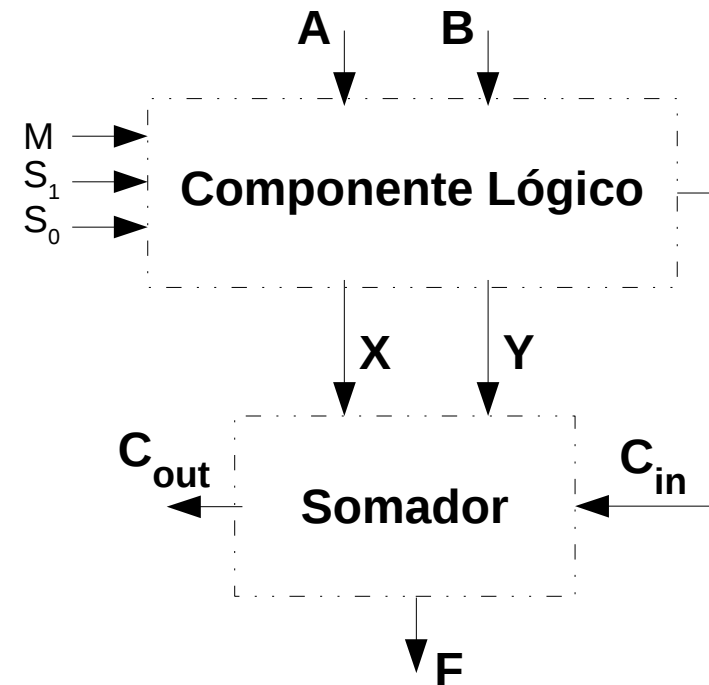 A B
M
S1
S0
Componente Lógico
X Y
Cout
Cin
Somador
F